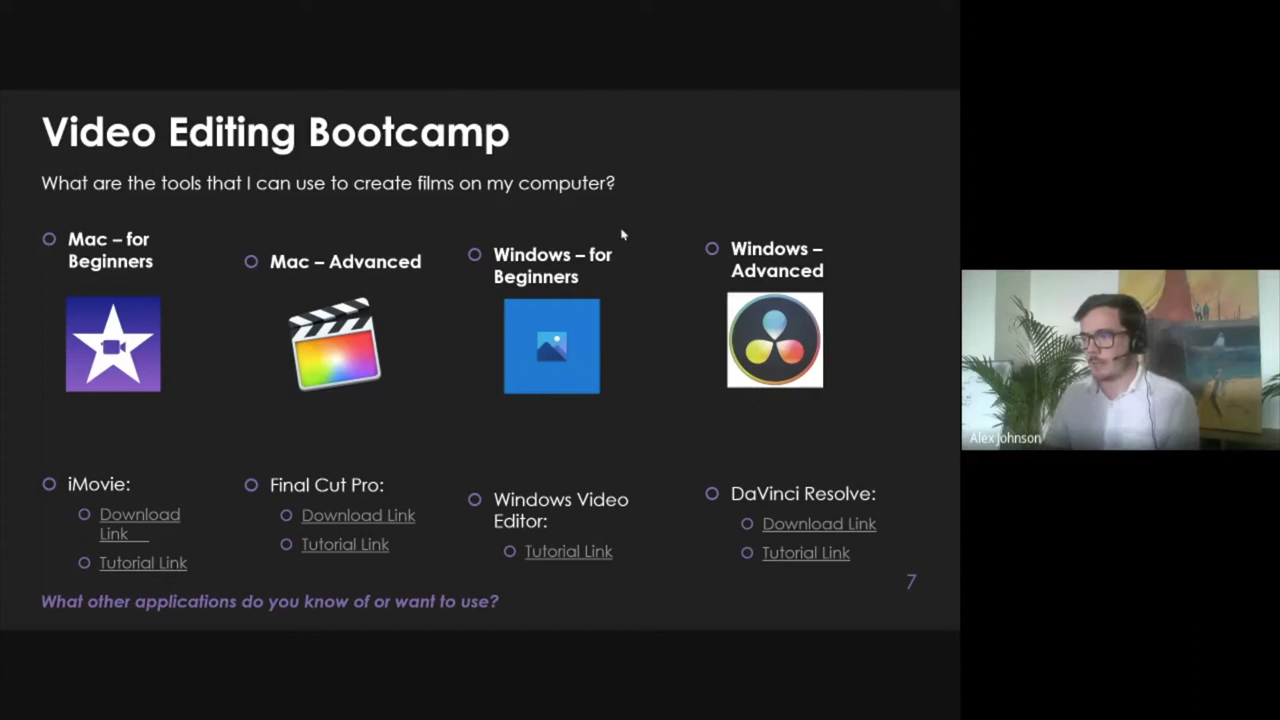 Video Editing Bootcamp
What are the tools that I can use to create films on my computer?
Mac – for
Beginners
Mac – Advanced
Windows – for
Beginners
Windows –
Advanced
iMovie:
Download
Link
Tutorial Link
Final Cut Pro:
Download Link
Tutorial Link
Windows Video
Editor:
Tutorial Link
DaVinci Resolve:
Download Link
Tutorial Link
What other applications do you know of or want to use?
7
Alex Johnson